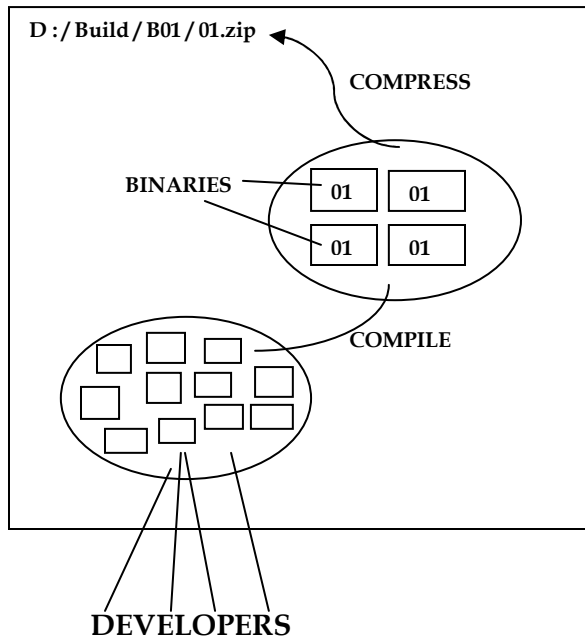 D :/ Build / B01 / 01.zip
COMPRESS
BINARIES
01 01
01 01
COMPILE
DEVELOPERS